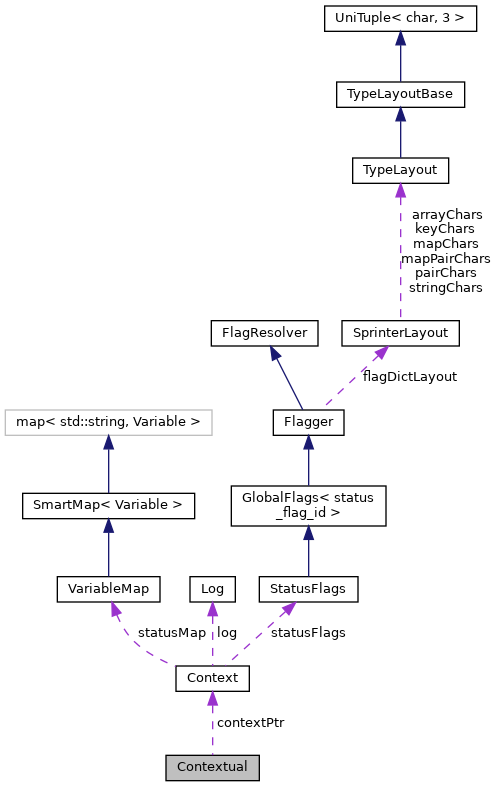 UniTuple< char, 3 >
TypeLayoutBase
TypeLayout
arrayChars
keyChars
mapChars
mapPairChars
pairChars
stringChars
FlagResolver
SprinterLayout
flagDictLayout
map< std::string, Variable >
Flagger
SmartMap< Variable >
GlobalFlags< status
_flag_id >
VariableMap
Log
StatusFlags
statusMap
log
statusFlags
Context
contextPtr
Contextual